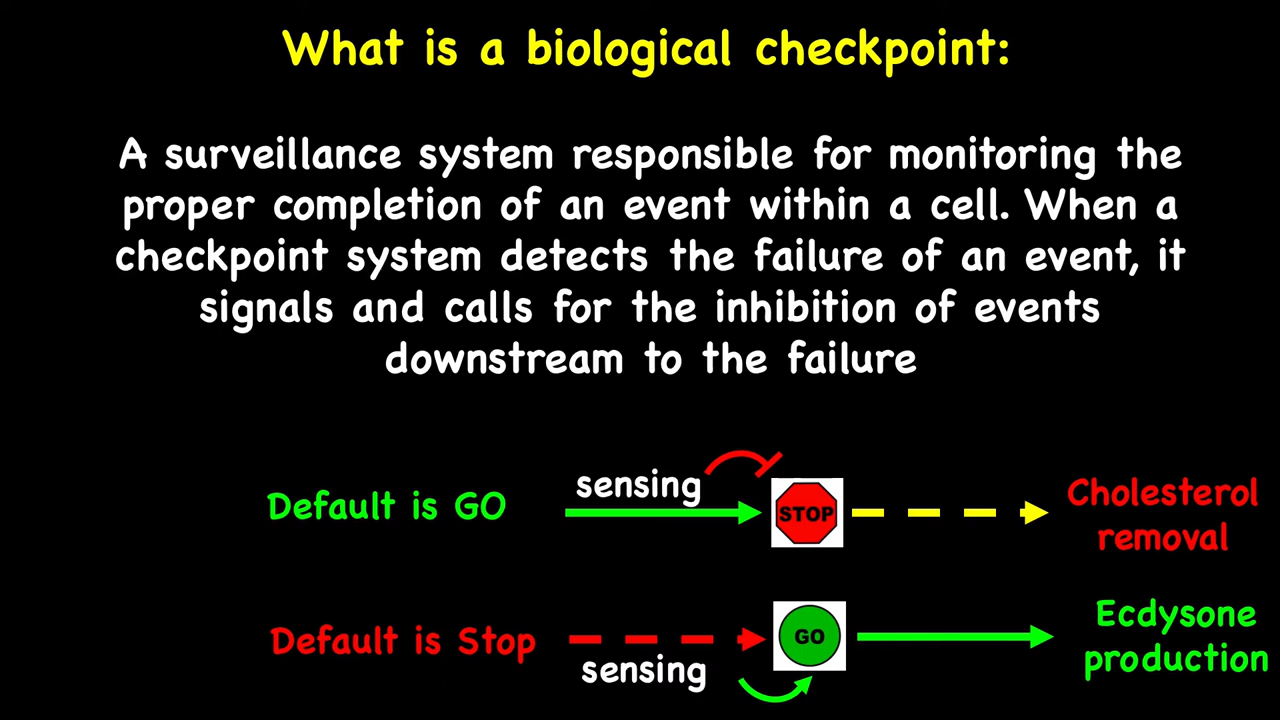 What is a biological checkpoint:
A surveillance system responsible for monitoring the
proper completion of an event within a cell. When a
checkpoint system detects the failure of an event, it
signals and calls for the inhibition of events
downstream to the failure
Default is GO
sensing
STOP
Cholesterol
removal
Default is Stop
sensing
GO
Ecdysone
production